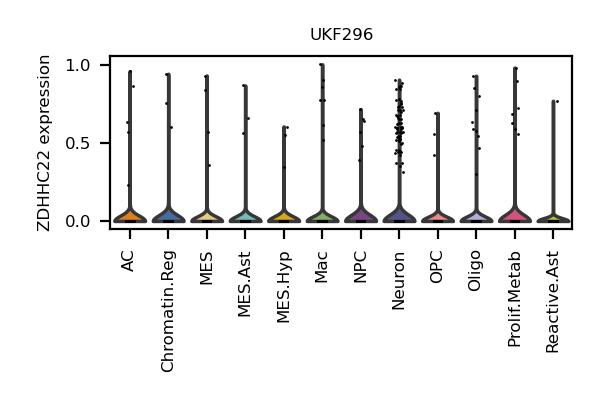 UKF296
ZDHHC22 expression
1.0
0.5
0.0
AC
Chromatin.Reg
MES
MES.Ast
MES.Hyp
Mac
NPC
Neuron
OPC
Oligo
Prolif.Metab
Reactive.Ast